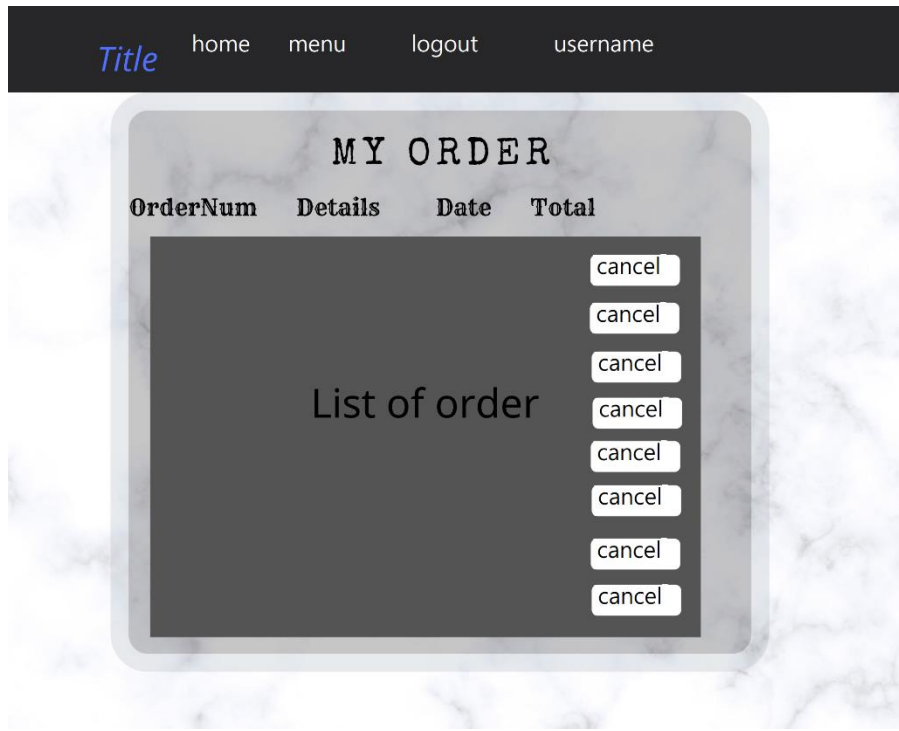 Title home menu logout username
MY ORDER
OrderNum Details Date Total
cancel
cancel
cancel
List of order
cancel
cancel
cancel
cancel
cancel